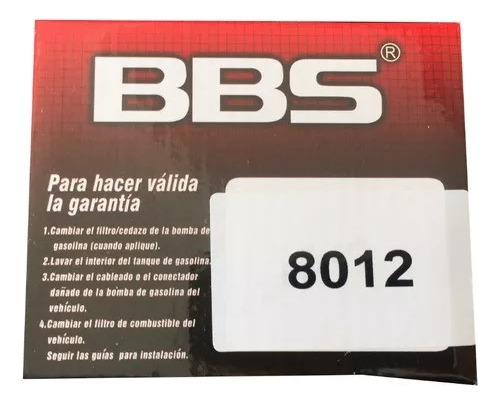 BBS®
Para hacer válida
la garantía
1.Cambiar el filtro/cedazo de la bomba de
gasolina (cuando aplique).
2.Lavar el interior del tanque de gasolina.
3.Cambiar el cableado o el conectador
dañado de la bomba de gasolina del
vehículo.
4.Cambiar el filtro de combustible del
vehículo.
Seguir las guías para instalación.
8012